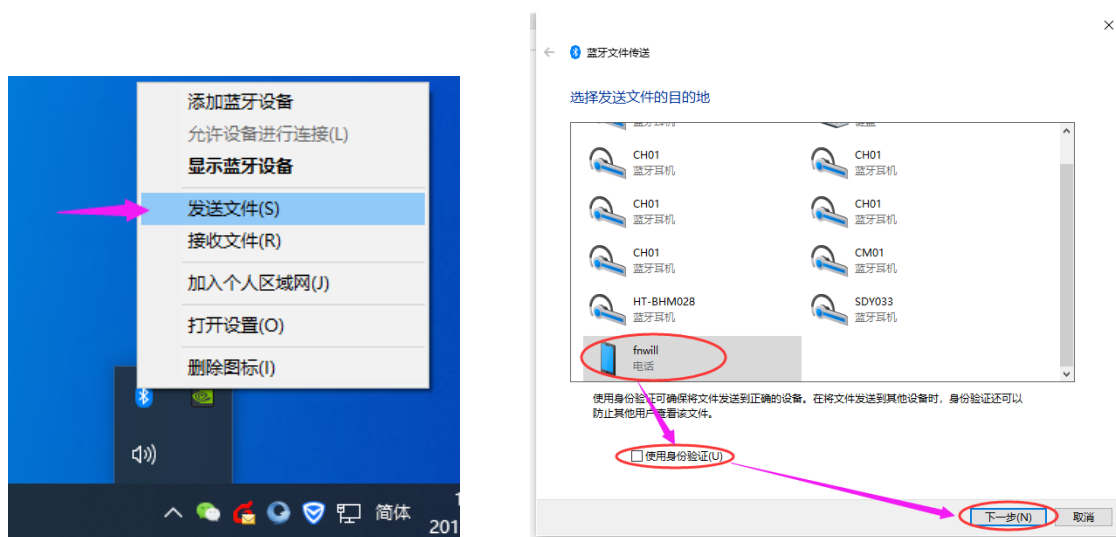 添加蓝牙设备
允许设备进行连接(L)
显示蓝牙设备
发送文件(S)
接收文件(R)
加入个人区域网(J)
打开设置(O)
删除图标(I)
简体
201
蓝牙文件传送
选择发送文件的目的地
CH01
蓝牙耳机
CH01
蓝牙耳机
CH01
蓝牙耳机
CH01
蓝牙耳机
CH01
蓝牙耳机
CM01
蓝牙耳机
HT-BHM028
蓝牙耳机
SDY033
蓝牙耳机
fnwill
电话
使用身份验证可确保将文件发送到正确的设备。在将文件发送到其他设备时，身份验证还可以
防止其他用户查看该文件。
使用身份验证(U)
下一步(N)
取消